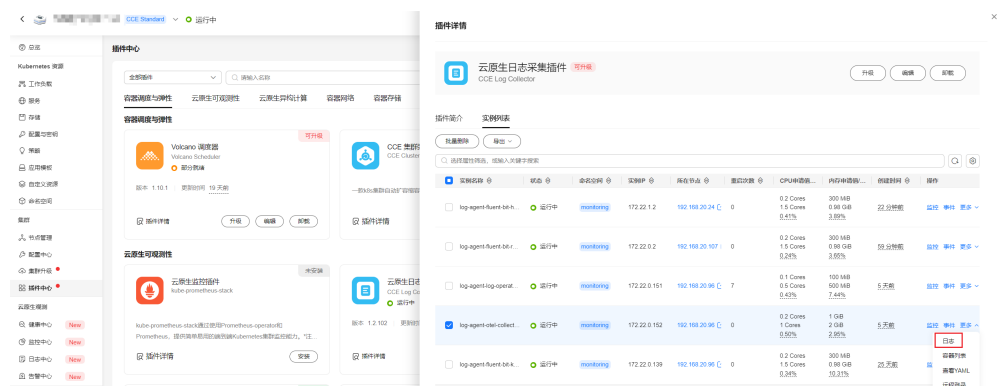 CCE Standard
运行中
总览
Kubernetes 资源
工作负载
服务
存储
配置与密钥
策略
应用模板
自定义资源
命名空间
集群
节点管理
配置中心
集群升级
插件中心
云原生观测
健康中心 New
监控中心 New
日志中心 New
告警中心 New
插件中心
全部插件
请输入名称
容器调度与弹性 云原生可观测性 云原生异构计算 容器网络 容器存储
容器调度与弹性
可升级
Volcano 调度器
Volcano Scheduler
部分就绪
版本 1.10.1 更新时间 19 天前
插件详情 升级 编辑 卸载
CCE 集群
CCE Cluster
一款k8s集群自动扩容缩容
插件详情
云原生可观测性
未安装
云原生监控插件
kube-prometheus-stack
kube-prometheus-stack通过使用Prometheus-operator和
Prometheus，提供简单易用的端到端Kubernetes集群监控能力。*注
插件详情 安装
云原生日志
CCE Log Co
运行中
版本 1.2.102 更新时
插件详情
插件详情
云原生日志采集插件 可升级
CCE Log Collector
升级 编辑 卸载
插件简介 实例列表
批量删除 导出
选择属性筛选，或输入关键字搜索
实例名称 状态 命名空间 实例IP 所在节点 重启次数 CPU申请值... 内存申请值/... 创建时间 操作
log-agent-fluent-bit-h... 运行中 monitoring 172.22.1.2 192.168.20.24 0 0.2 Cores 1.5 Cores 0.41% 300 MiB 0.98 GiB 3.89% 22 分钟前 监控 事件 更多
log-agent-fluent-bit-r... 运行中 monitoring 172.22.0.2 192.168.20.107 0 0.2 Cores 1.5 Cores 0.24% 300 MiB 0.98 GiB 3.65% 59 分钟前 监控 事件 更多
log-agent-log-operat... 运行中 monitoring 172.22.0.151 192.168.20.96 7 0.1 Cores 0.5 Cores 0.43% 100 MiB 500 MiB 7.44% 5 天前 监控 事件 更多
log-agent-otel-collect... 运行中 monitoring 172.22.0.152 192.168.20.96 0 0.2 Cores 1 Cores 0.50% 1 GiB 2 GiB 2.95% 5 天前 监控 事件 更多
log-agent-fluent-bit-h... 运行中 monitoring 172.22.0.139 192.168.20.96 0 0.2 Cores 1.5 Cores 0.34% 300 MiB 0.98 GiB 10.31% 25 天前 监
日志
容器列表
查看YAML
远程登录